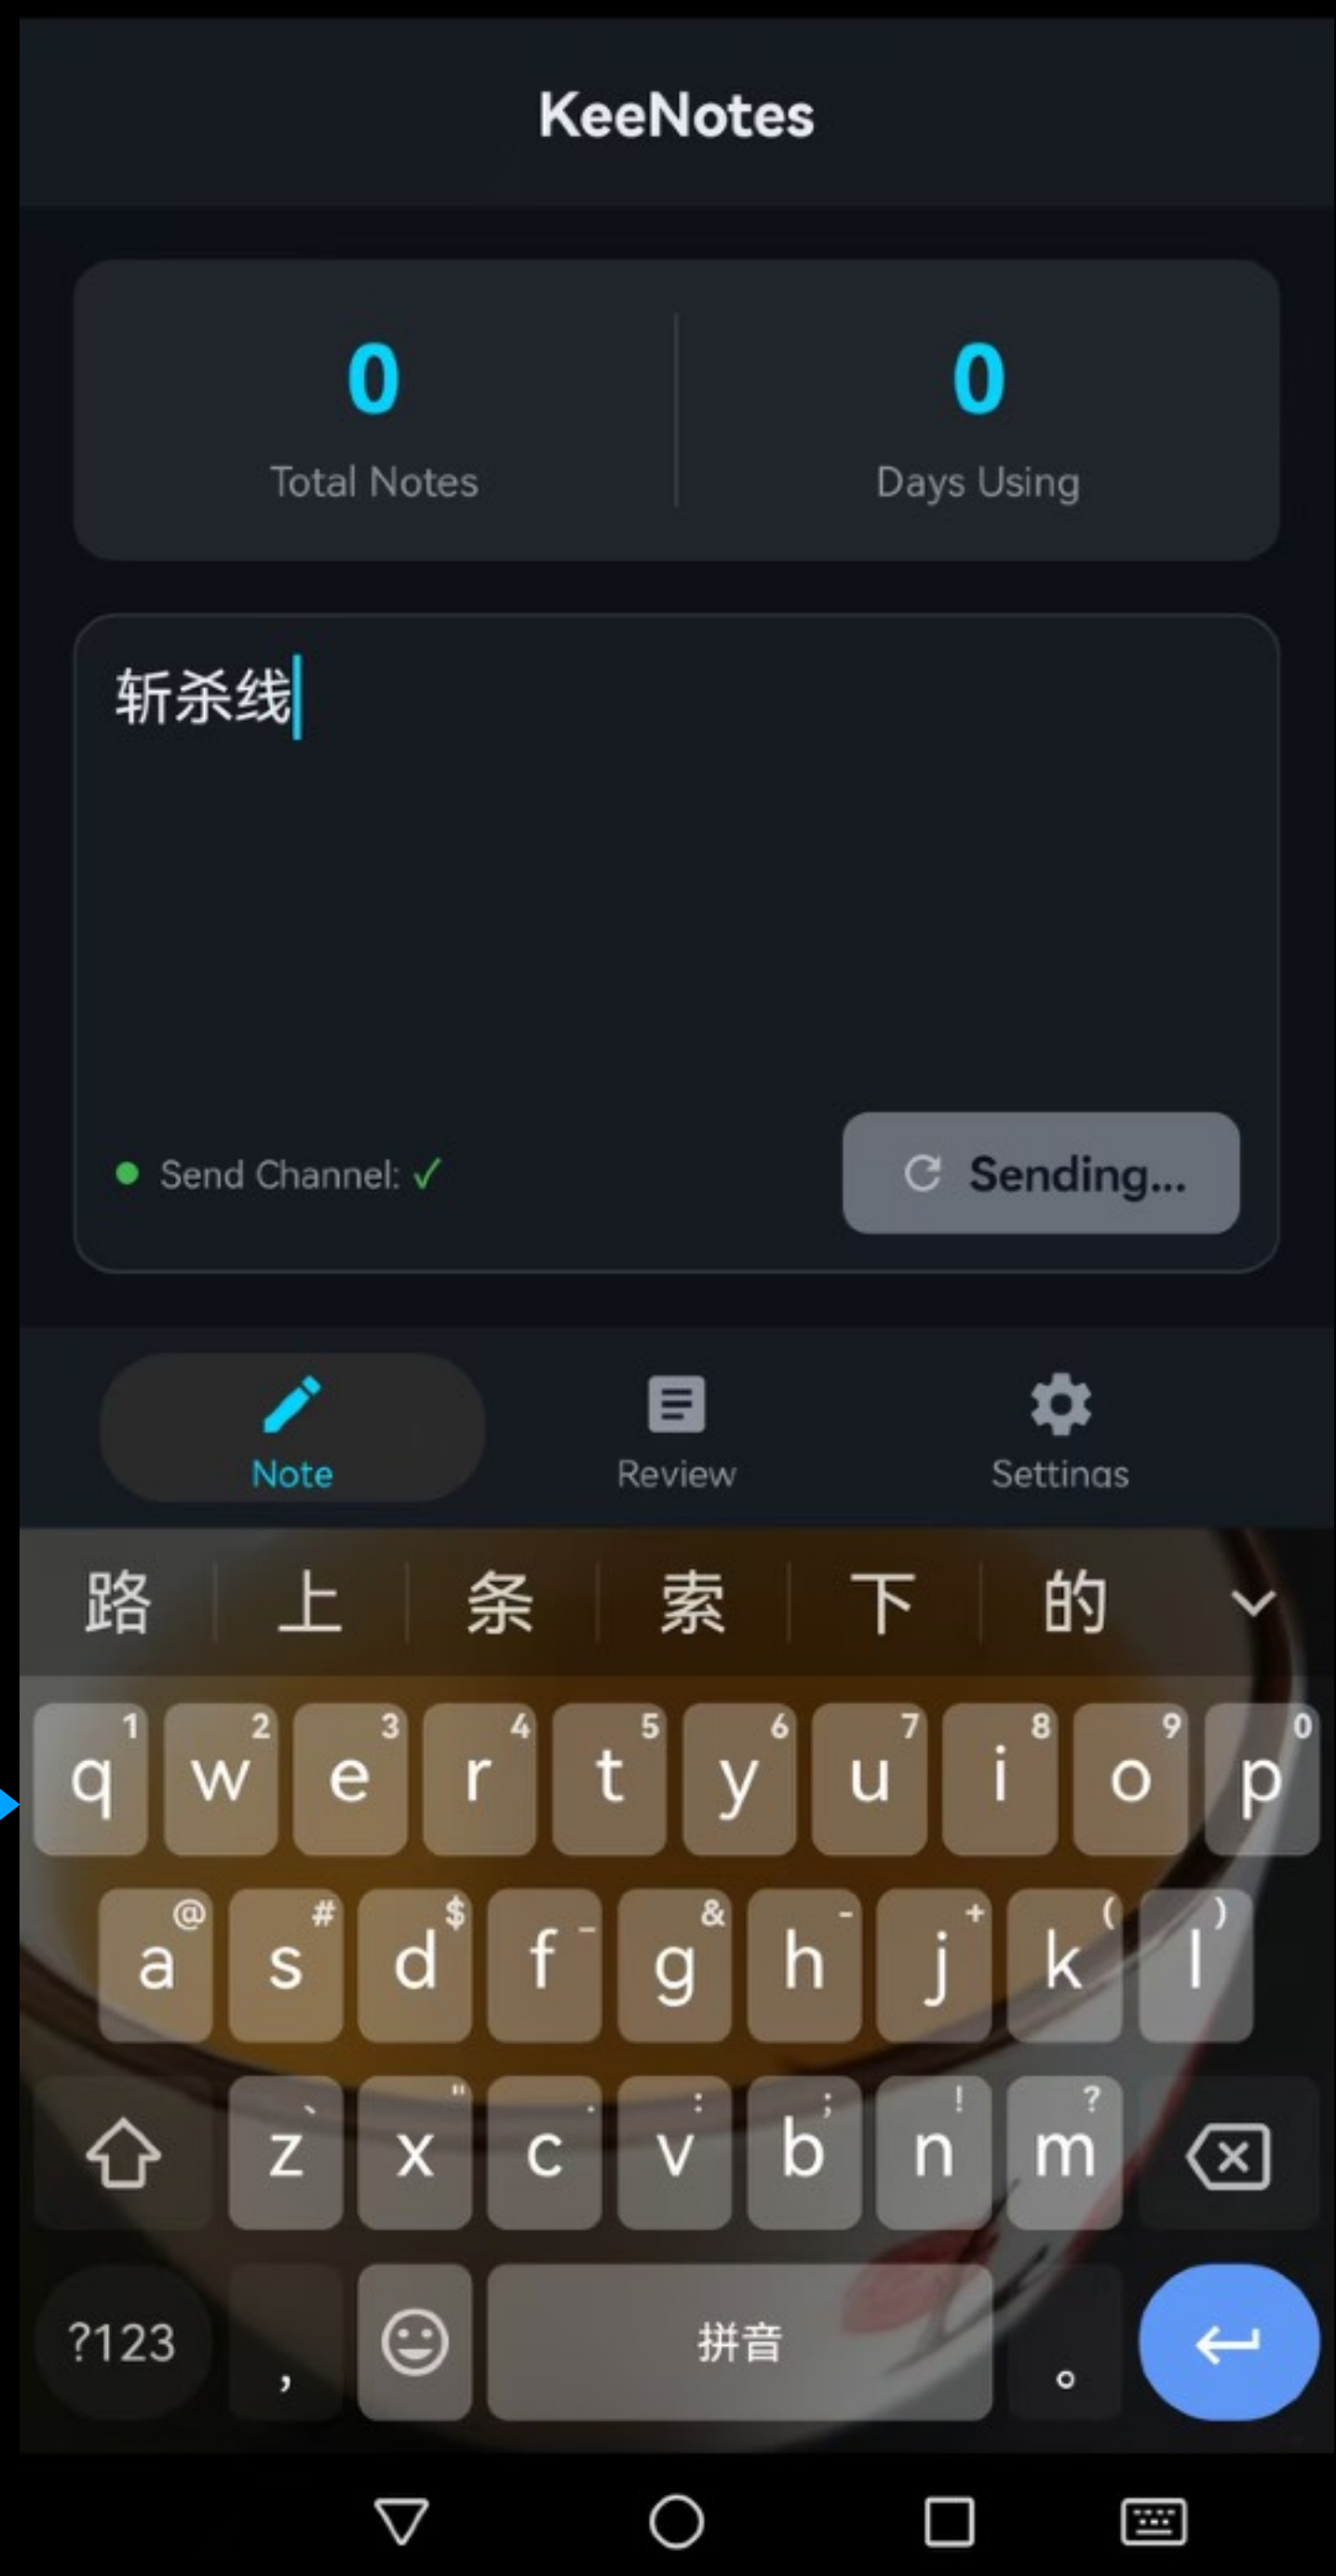 KeeNotes
0 0
Total Notes Days Using
斩杀线
Send Channel: ✓ Sending...
Note Review Settings
路 上 条 索 下 的
1 2 3 4 5 6 7 8 9 0
q w e r t y u i o p
@ # $ _ & - + ( )
a s d f g h j k l
、 " . : ; ! ?
z x c v b n m
?123 , 拼音 。